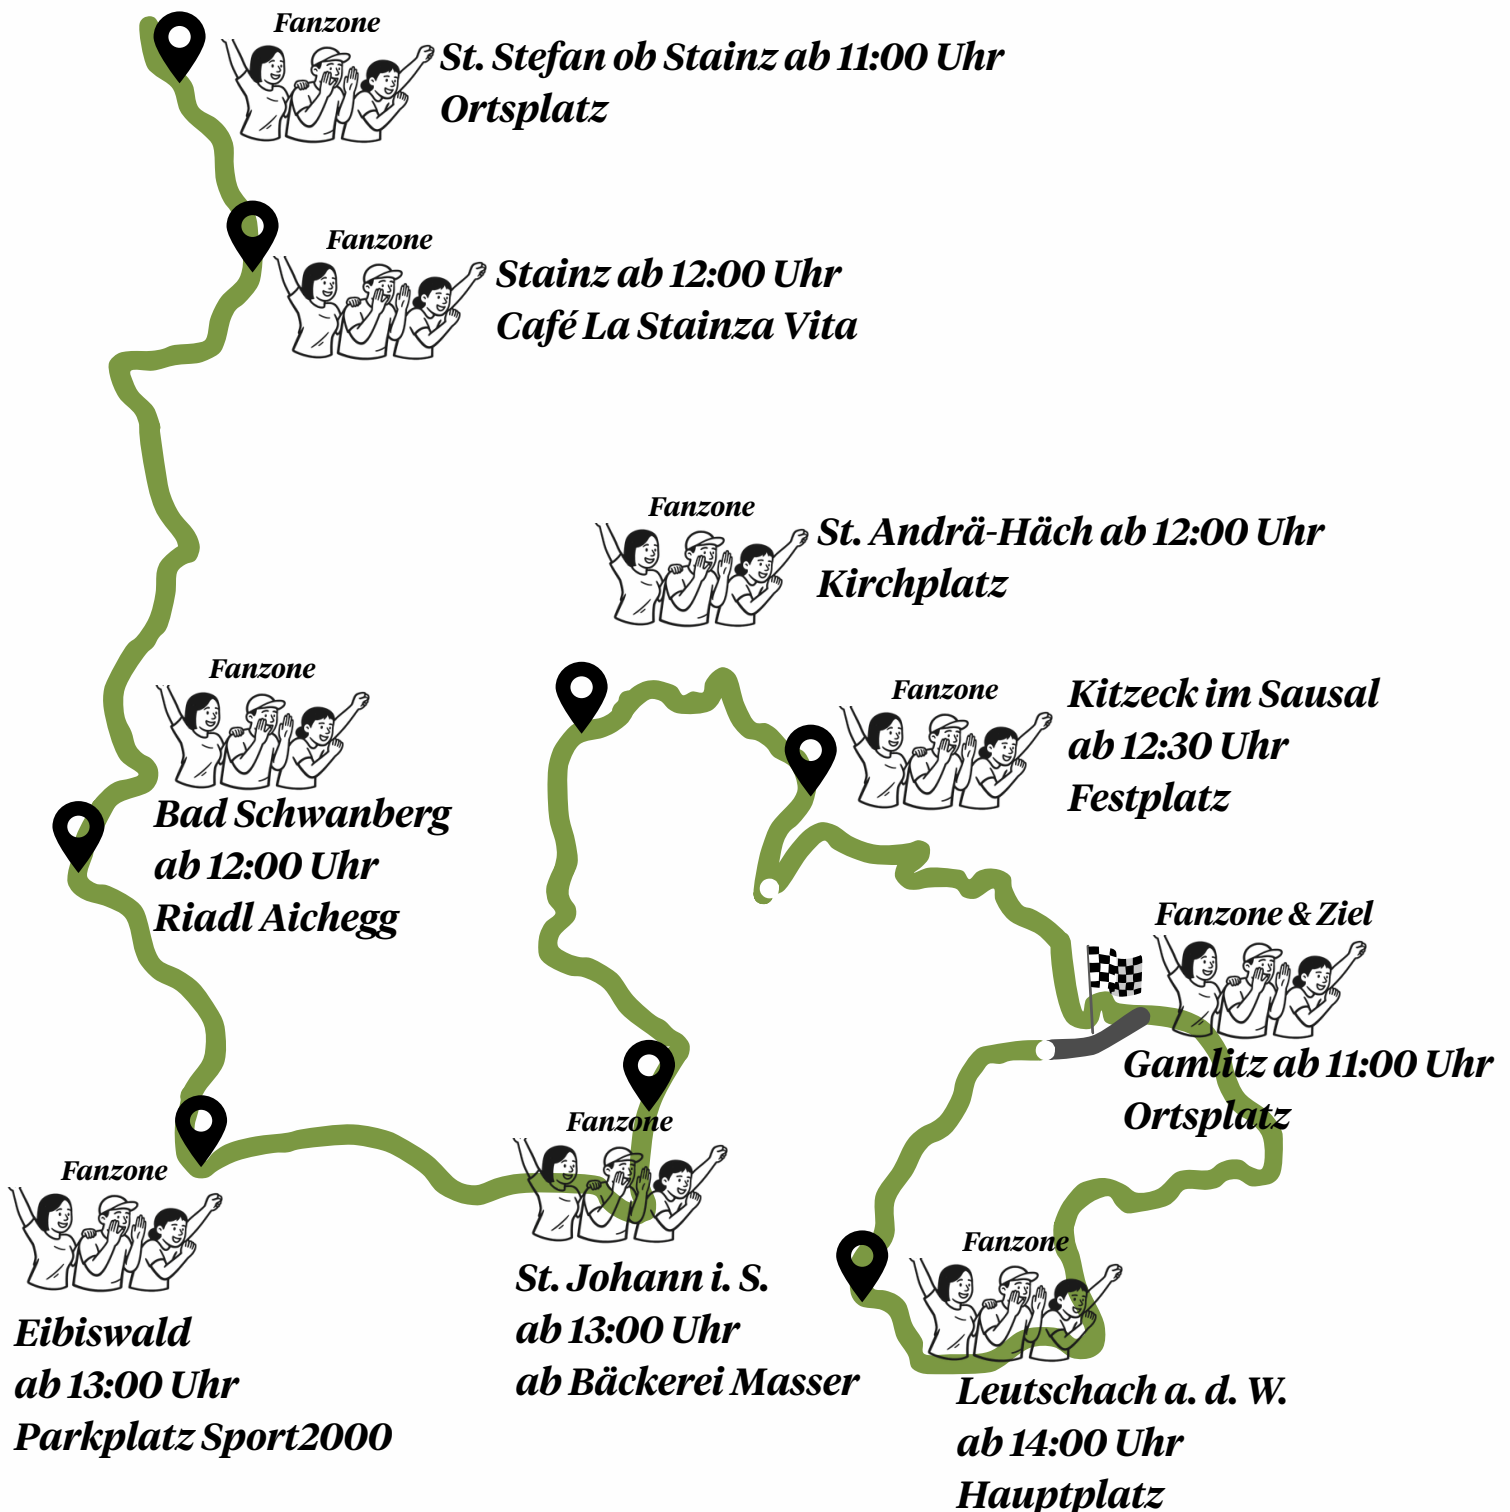 Fanzone
St. Stefan ob Stainz ab 11:00 Uhr
Ortsplatz
Fanzone
Stainz ab 12:00 Uhr
Café La Stainza Vita
Fanzone
St. Andrä-Häch ab 12:00 Uhr
Kirchplatz
Fanzone
Bad Schwanberg
ab 12:00 Uhr
Riadl Aichegg
Fanzone
Kitzeck im Sausal
ab 12:30 Uhr
Festplatz
Fanzone & Ziel
Gamlitz ab 11:00 Uhr
Ortsplatz
Fanzone
Eibiswald
ab 13:00 Uhr
Parkplatz Sport2000
Fanzone
St. Johann i. S.
ab 13:00 Uhr
ab Bäckerei Masser
Fanzone
Leutschach a. d. W.
ab 14:00 Uhr
Hauptplatz